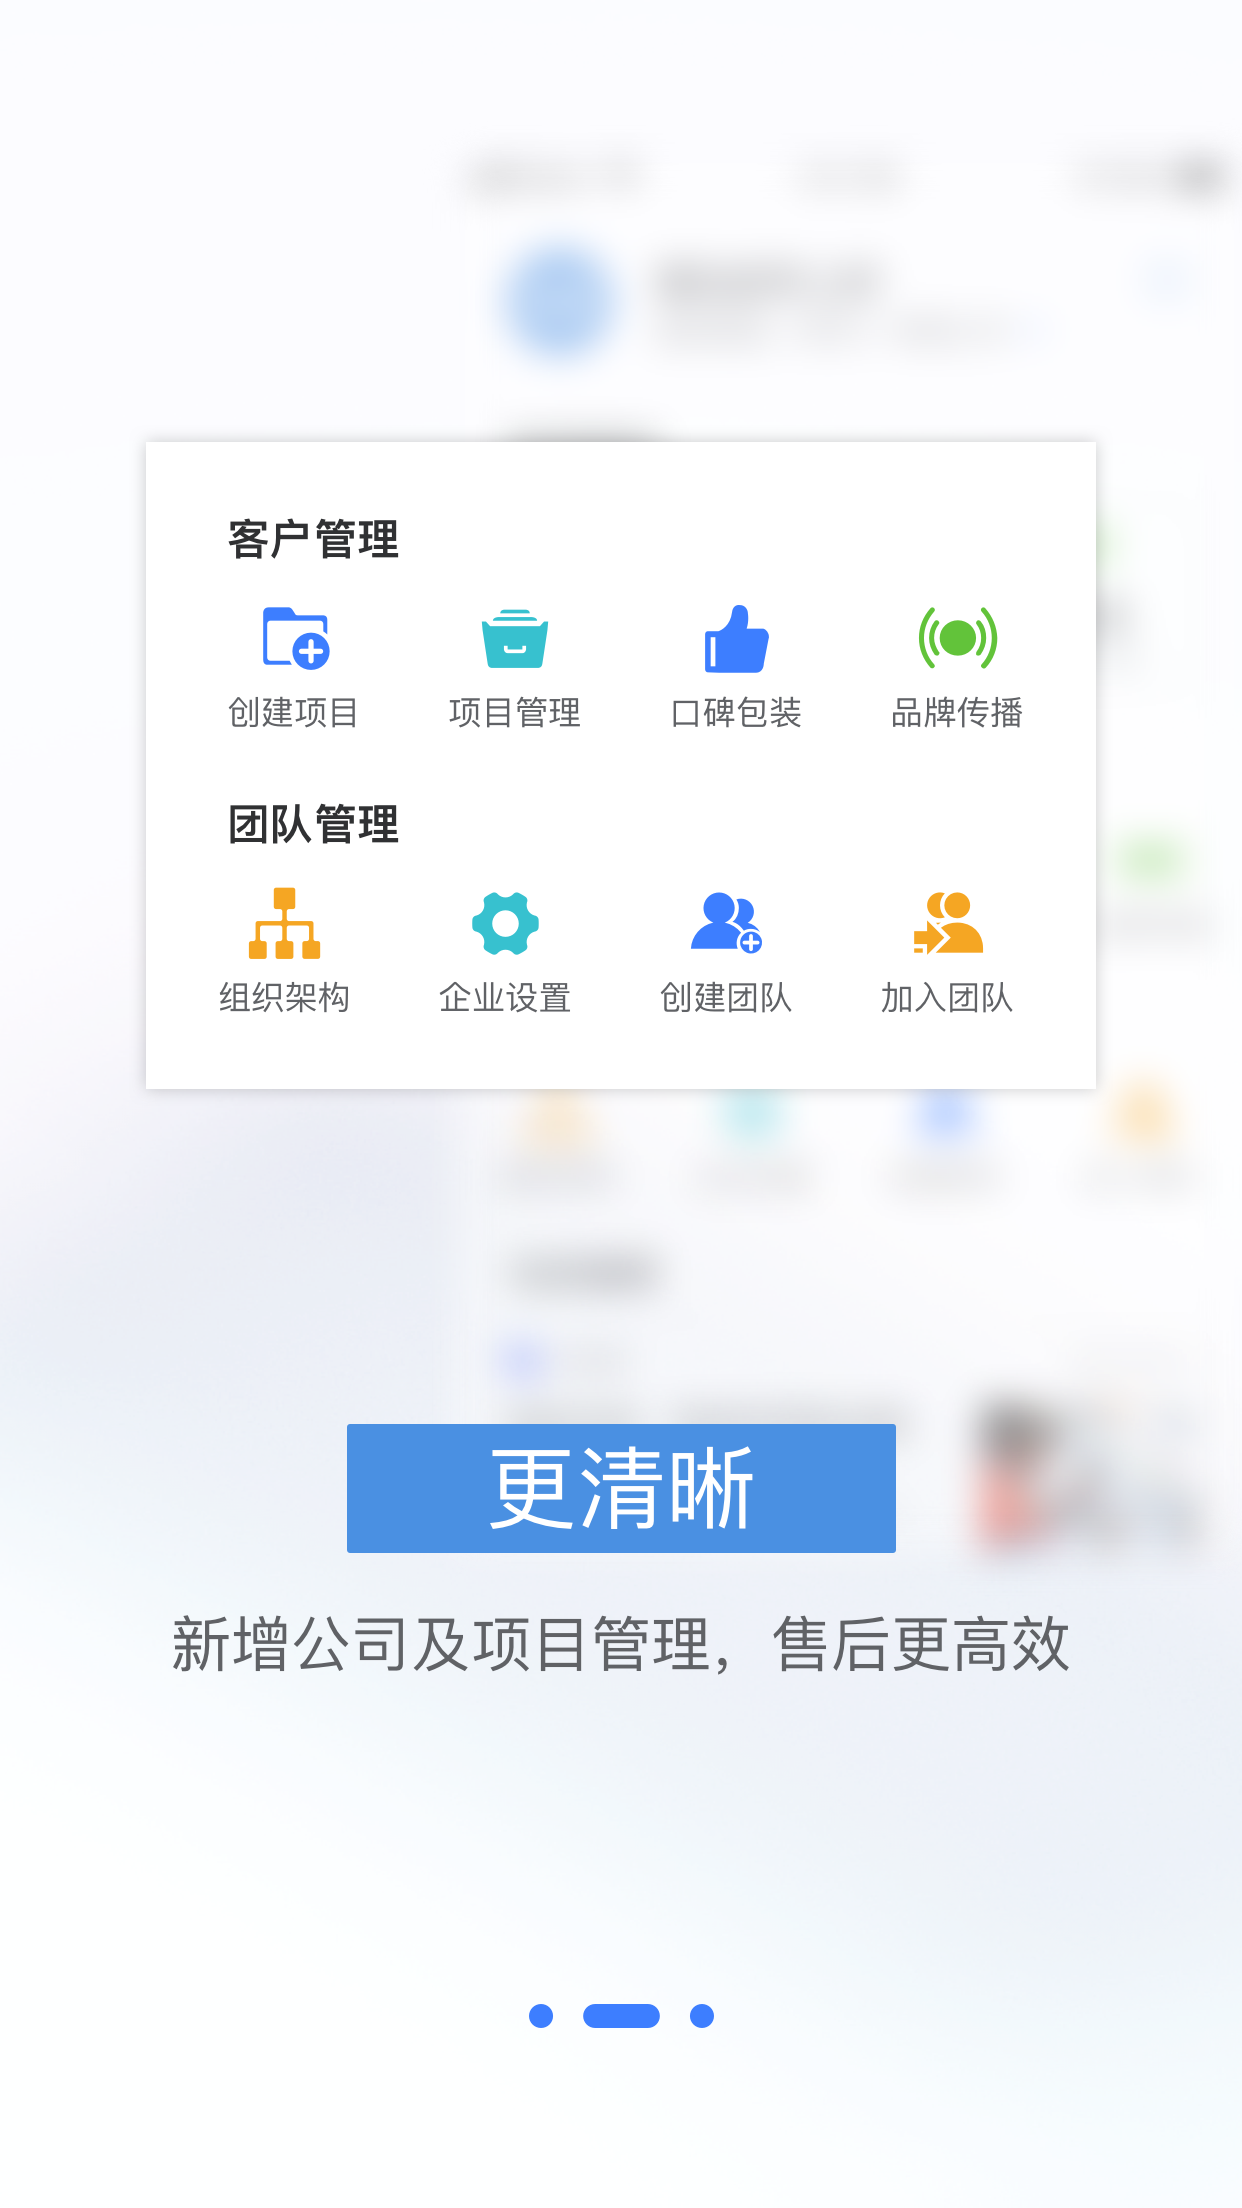 客户管理
创建项目 项目管理 口碑包装 品牌传播
团队管理
组织架构 企业设置 创建团队 加入团队
更清晰
新增公司及项目管理，售后更高效